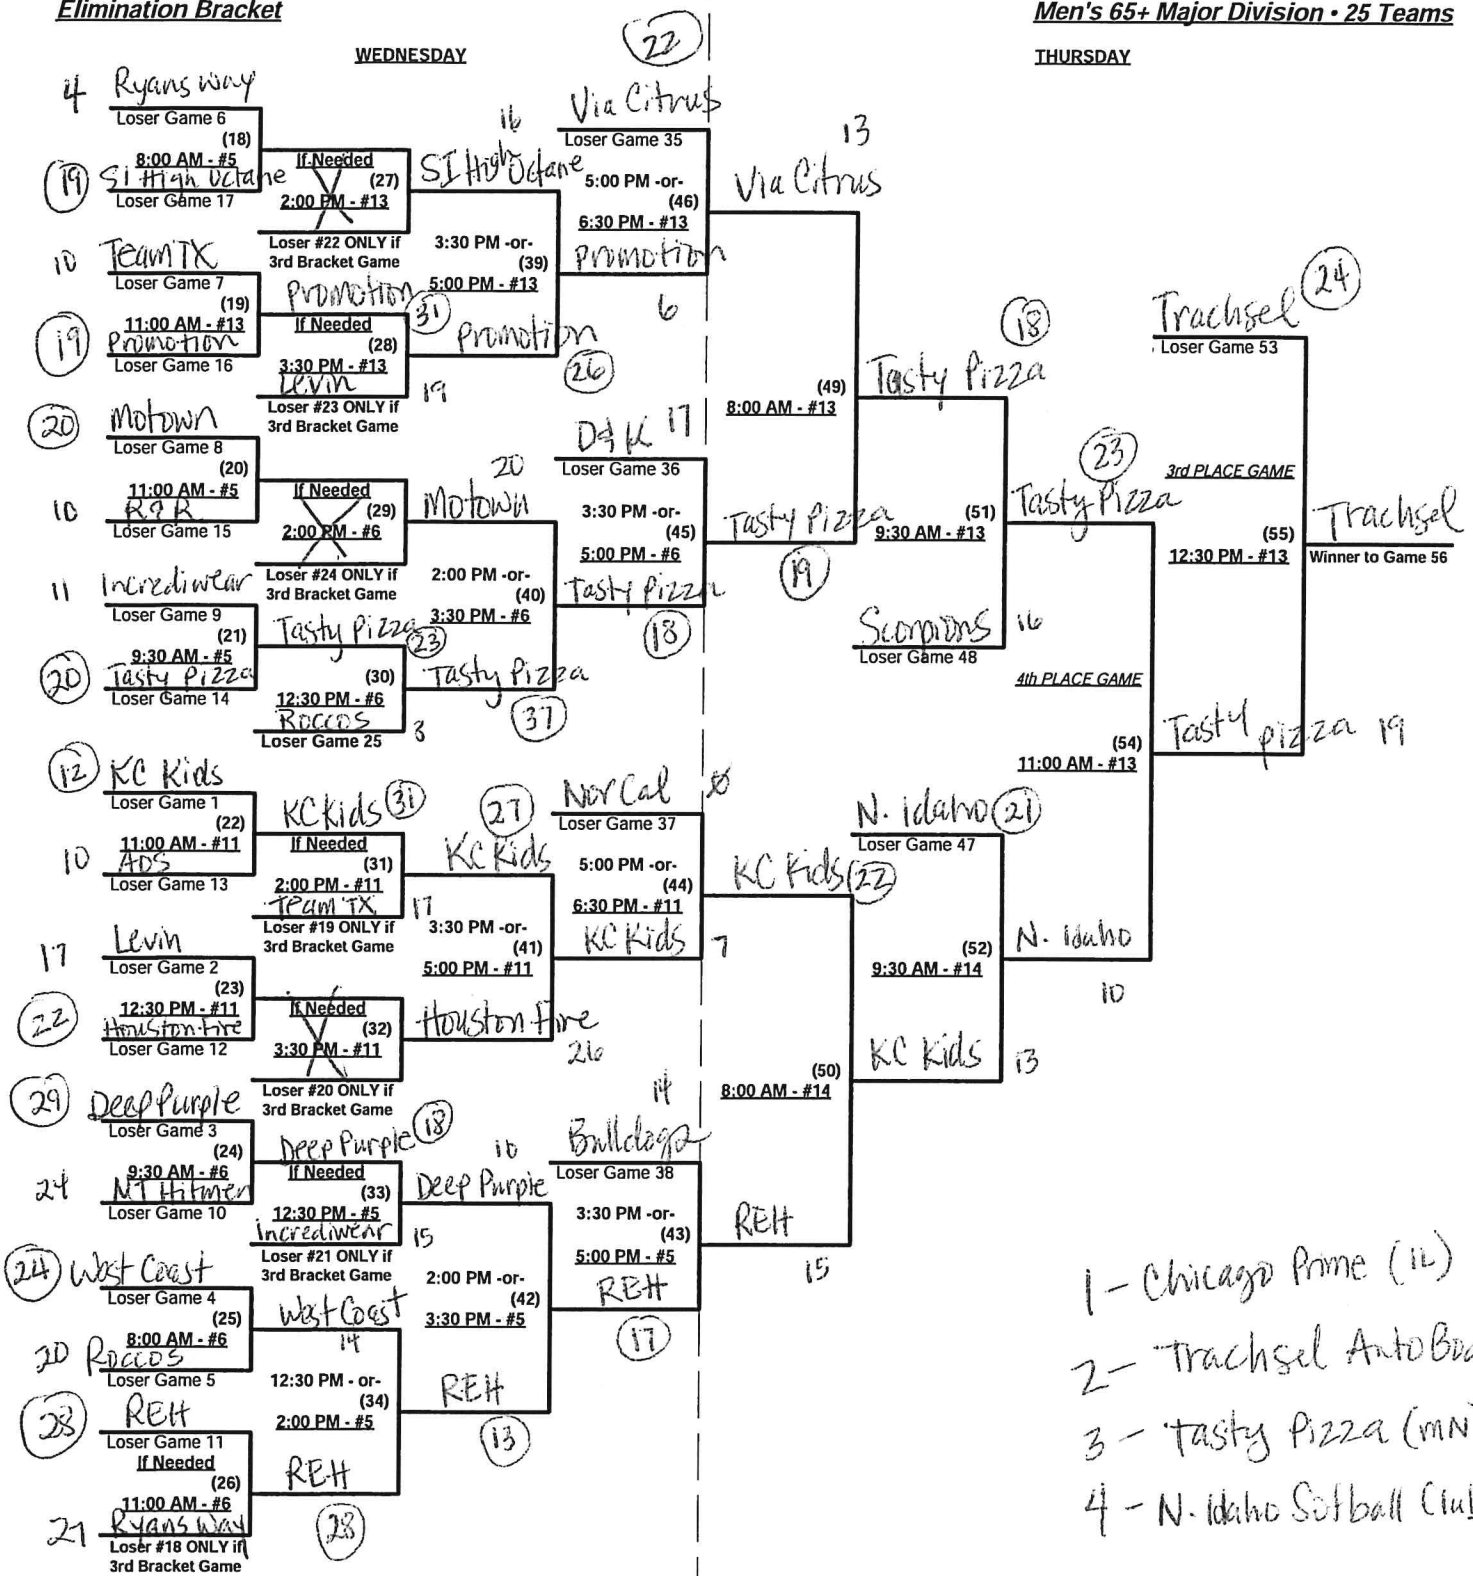 Elimination Bracket
Men's 65+ Major Division • 25 Teams
WEDNESDAY
THURSDAY
4 Ryans way
Loser Game 6
(18)
8:00 AM - #5
19 SI High Octane
Loser Game 17
If Needed
(27)
2:00 PM - #13
Loser #22 ONLY if
3rd Bracket Game
10 Team TX
Loser Game 7
(19)
11:00 AM - #13
19 Promotion
Loser Game 16
Promotion 31
If Needed
(28)
3:30 PM - #13
Levin 19
Loser #23 ONLY if
3rd Bracket Game
16
SI High Octane
3:30 PM -or-
(39)
5:00 PM - #13
Promotion
26
20 Motown
Loser Game 8
(20)
11:00 AM - #5
10 R&R
Loser Game 15
If Needed
(29)
2:00 PM - #6
Loser #24 ONLY if
3rd Bracket Game
11 Incrediwear
Loser Game 9
(21)
9:30 AM - #5
20 Tasty Pizza
Loser Game 14
Tasty Pizza 23
(30)
12:30 PM - #6
Roccos 8
Loser Game 25
20
Motown
2:00 PM -or-
(40)
3:30 PM - #6
Tasty Pizza
37
12 KC Kids
Loser Game 1
(22)
11:00 AM - #11
10 ADS
Loser Game 13
KC Kids 31
If Needed
(31)
2:00 PM - #11
Team TX 17
Loser #19 ONLY if
3rd Bracket Game
17 Levin
Loser Game 2
(23)
12:30 PM - #11
22 Houston Fire
Loser Game 12
If Needed
(32)
3:30 PM - #11
Loser #20 ONLY if
3rd Bracket Game
27
KC Kids
3:30 PM -or-
(41)
5:00 PM - #11
Houston Fire
26
29 Deep Purple
Loser Game 3
(24)
9:30 AM - #6
24 MT Hitmen
Loser Game 10
Deep Purple 18
If Needed
(33)
12:30 PM - #5
Incrediwear 15
Loser #21 ONLY if
3rd Bracket Game
24 West Coast
Loser Game 4
(25)
8:00 AM - #6
20 Roccos
Loser Game 5
West Coast
14
12:30 PM - or-
(34)
2:00 PM - #5
REH
28
28 REH
Loser Game 11
If Needed
(26)
11:00 AM - #6
Ryans Way
Loser #18 ONLY if
3rd Bracket Game
10
Deep Purple
2:00 PM -or-
(42)
3:30 PM - #5
REH
13
22
Via Citrus
Loser Game 35
5:00 PM -or-
(46)
6:30 PM - #13
Promotion
6
D&K 17
Loser Game 36
3:30 PM -or-
(45)
5:00 PM - #6
Tasty Pizza
18
NorCal
Loser Game 37
5:00 PM -or-
(44)
6:30 PM - #11
KC Kids 7
14
Bulldogs
Loser Game 38
3:30 PM -or-
(43)
5:00 PM - #5
REH
17
13
Via Citrus
(49)
8:00 AM - #13
Tasty Pizza
19
KC Kids 22
(50)
8:00 AM - #14
REH
15
18
Tasty Pizza
(51)
9:30 AM - #13
Scorpions 16
Loser Game 48
N. Idaho 21
Loser Game 47
(52)
9:30 AM - #14
KC Kids 13
23
Tasty Pizza
4th PLACE GAME
(54)
11:00 AM - #13
N. Idaho
10
Trachsel 24
Loser Game 53
3rd PLACE GAME
(55)
12:30 PM - #13
Tasty Pizza 19
Trachsel
Winner to Game 56
1 - Chicago Prime (IL)
2 - Trachsel Auto
3 - Tasty Pizza (MN
4 - N. Idaho Sotball